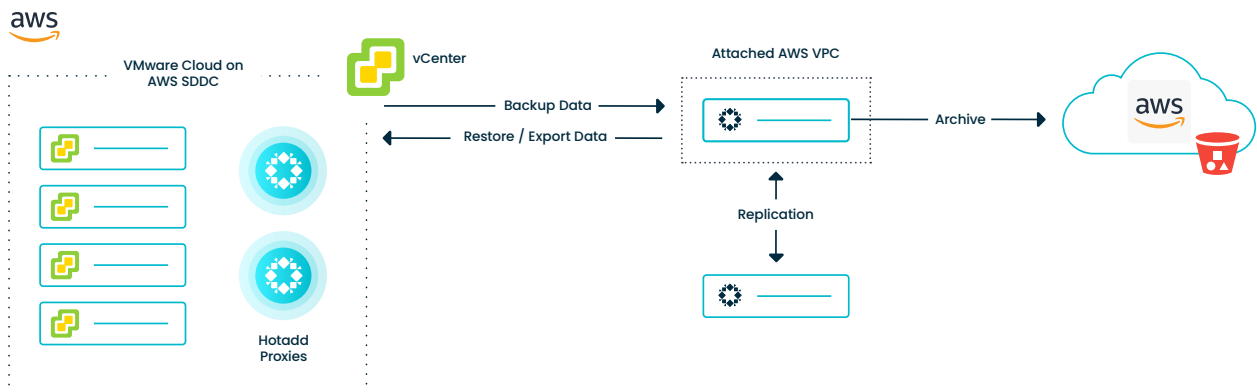 aws
VMware Cloud on
AWS SDDC
vCenter
Backup Data
Restore / Export Data
Hotadd
Proxies
Attached AWS VPC
Replication
Archive
aws